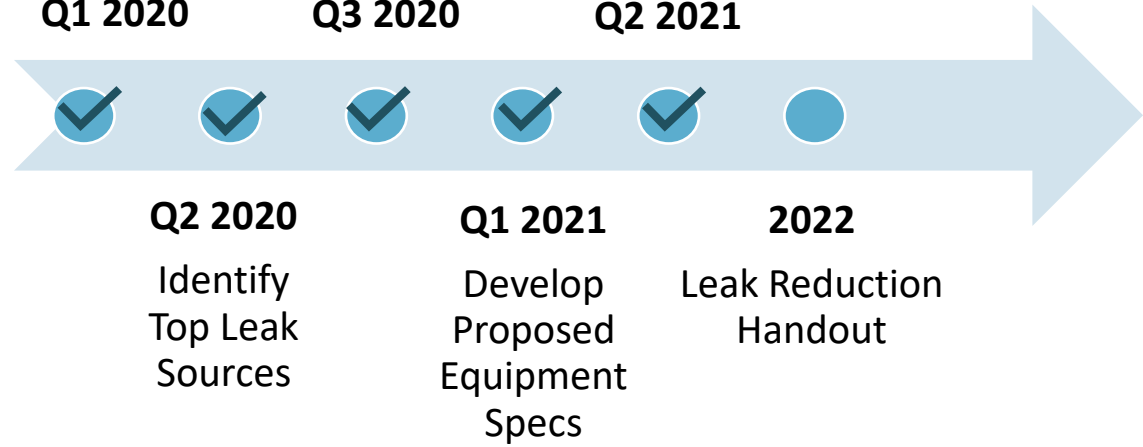 Q1 2020
Q3 2020
Q2 2021
Q2 2020
Identify
Top Leak
Sources
Q1 2021
Develop
Proposed
Equipment
Specs
2022
Leak Reduction
Handout